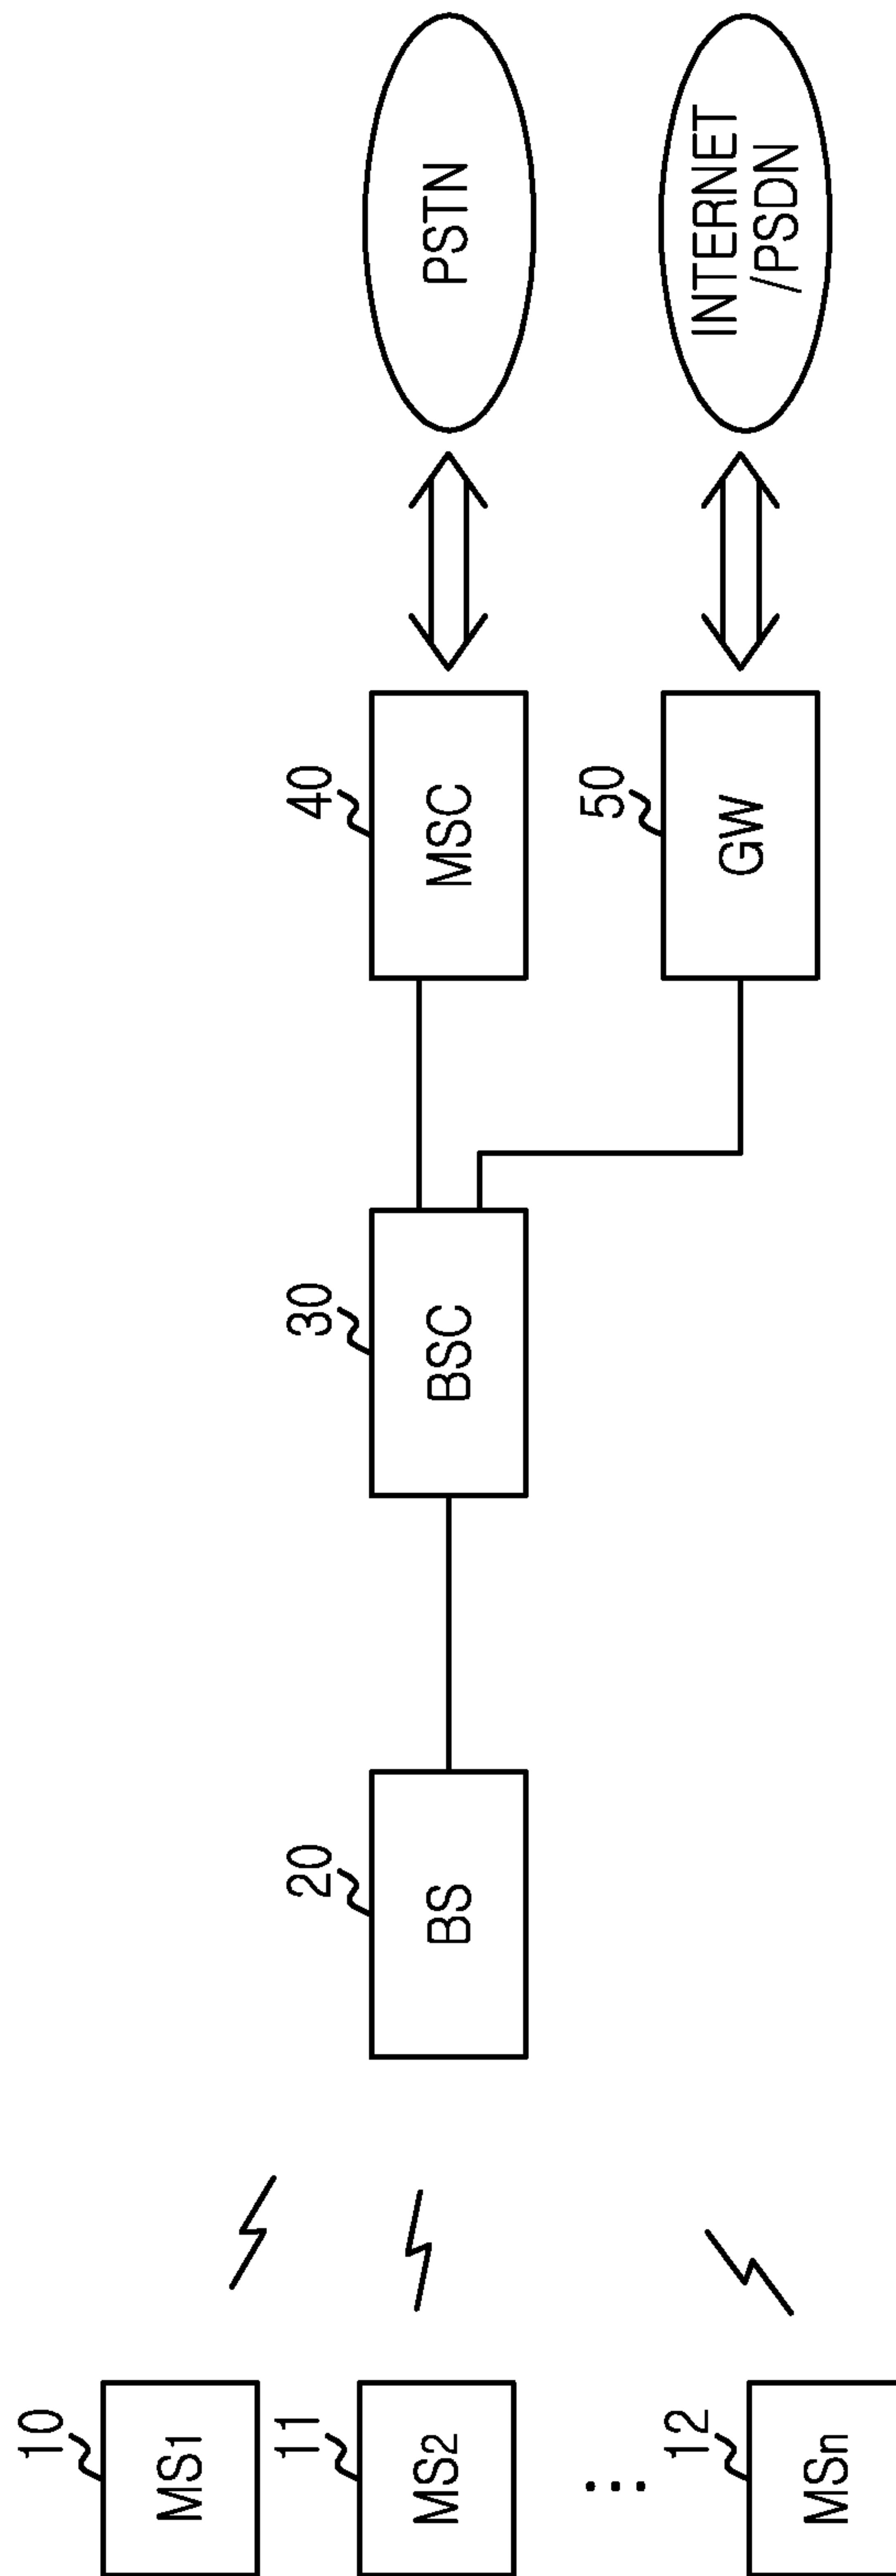 10
MS1
11
MS2
...
12
MSn
20
BS
30
BSC
40
MSC
50
GW
PSTN
INTERNET
/PSDN